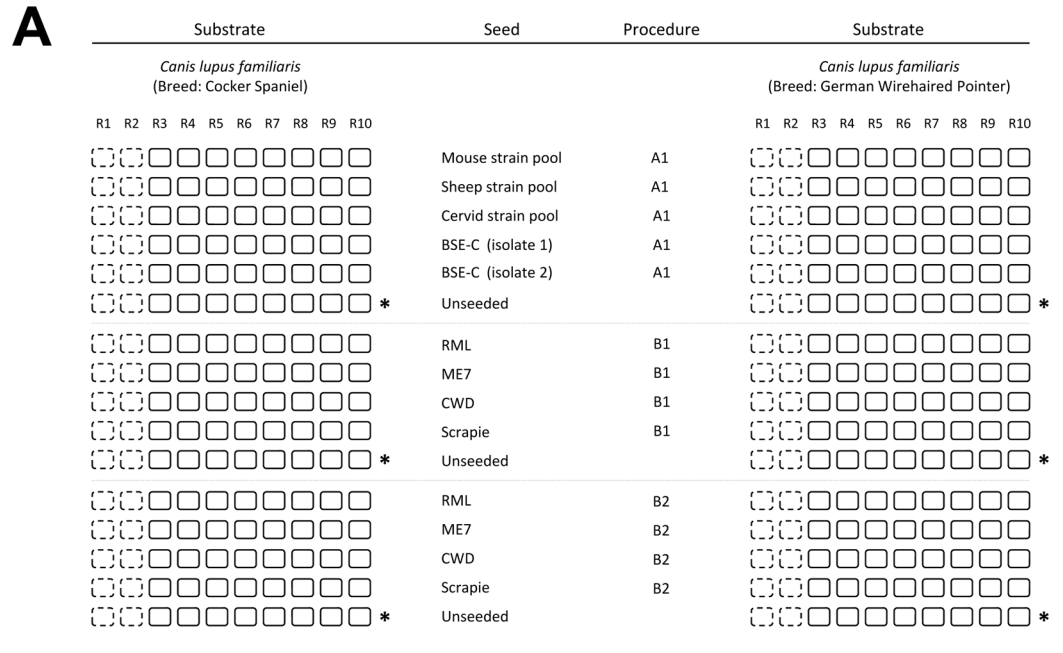 A
Substrate Seed Procedure Substrate
Canis lupus familiaris Canis lupus familiaris
(Breed: Cocker Spaniel) (Breed: German Wirehaired Pointer)
R1 R2 R3 R4 R5 R6 R7 R8 R9 R10 R1 R2 R3 R4 R5 R6 R7 R8 R9 R10
Mouse strain pool A1
Sheep strain pool A1
Cervid strain pool A1
BSE-C (isolate 1) A1
BSE-C (isolate 2) A1
* Unseeded *
RML B1
ME7 B1
CWD B1
Scrapie B1
* Unseeded *
RML B2
ME7 B2
CWD B2
Scrapie B2
* Unseeded *